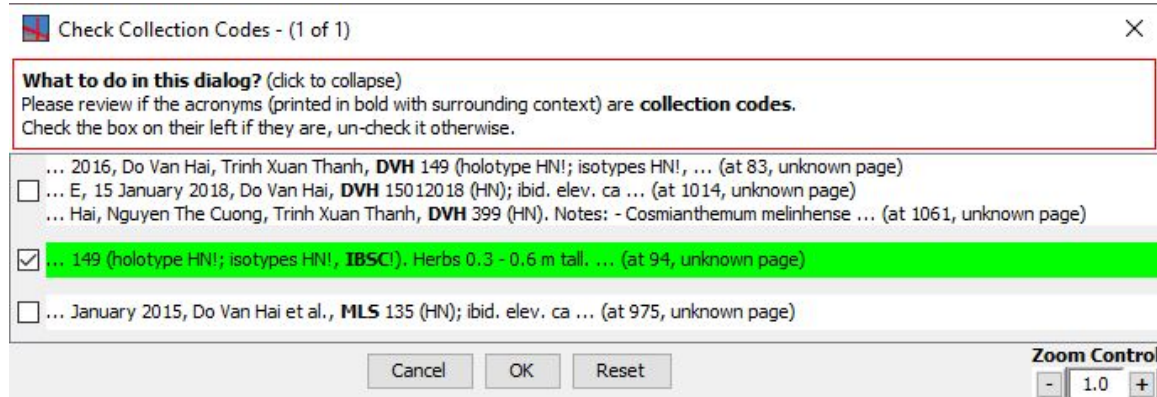 Check Collection Codes - (1 of 1)
What to do in this dialog? (click to collapse)
Please review if the acronyms (printed in bold with surrounding context) are collection codes.
Check the box on their left if they are, un-check it otherwise.
... 2016, Do Van Hai, Trinh Xuan Thanh, DVH 149 (holotype HN!; isotypes HN!, ... (at 83, unknown page)
... E, 15 January 2018, Do Van Hai, DVH 15012018 (HN); ibid. elev. ca ... (at 1014, unknown page)
... Hai, Nguyen The Cuong, Trinh Xuan Thanh, DVH 399 (HN). Notes: - Cosmianthemum melinhense ... (at 1061, unknown page)
... 149 (holotype HN!; isotypes HN!, IBSC!). Herbs 0.3 - 0.6 m tall. ... (at 94, unknown page)
... January 2015, Do Van Hai et al., MLS 135 (HN); ibid. elev. ca ... (at 975, unknown page)
Cancel OK Reset
Zoom Control
- 1.0 +